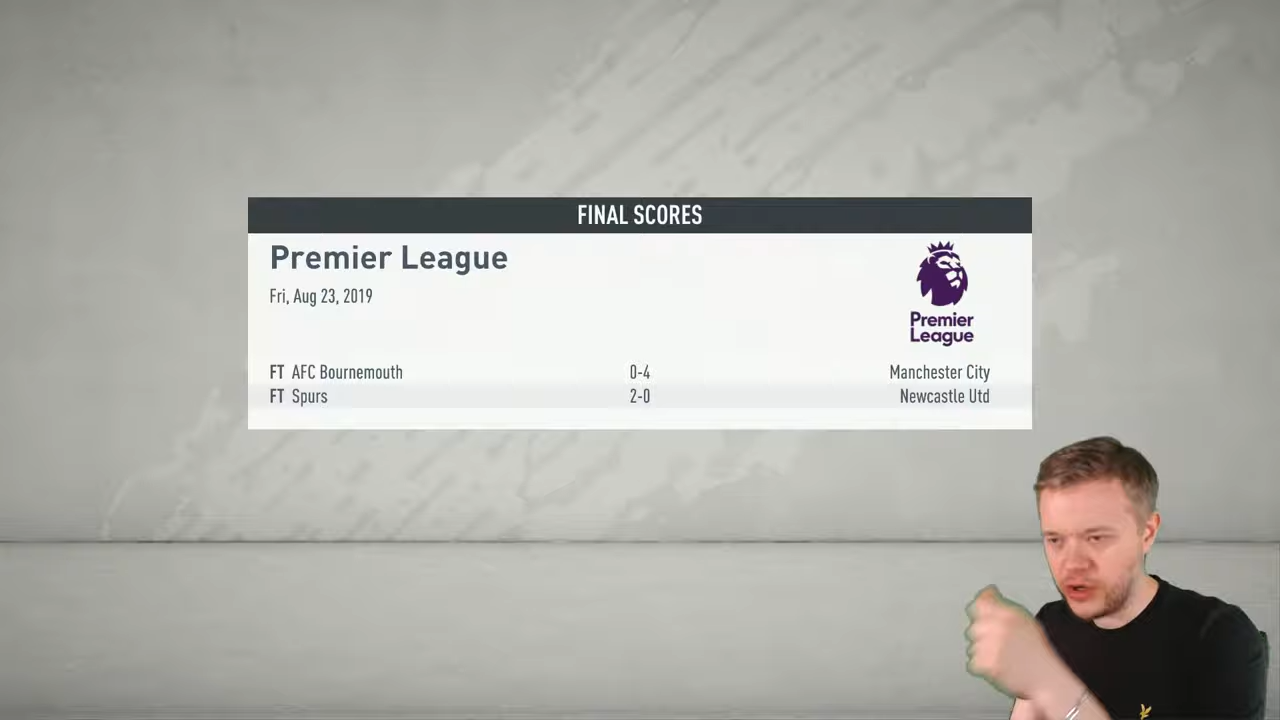 FINAL SCORES
Premier League
Fri, Aug 23, 2019
Premier
League
FT AFC Bournemouth 0-4 Manchester City
FT Spurs 2-0 Newcastle Utd